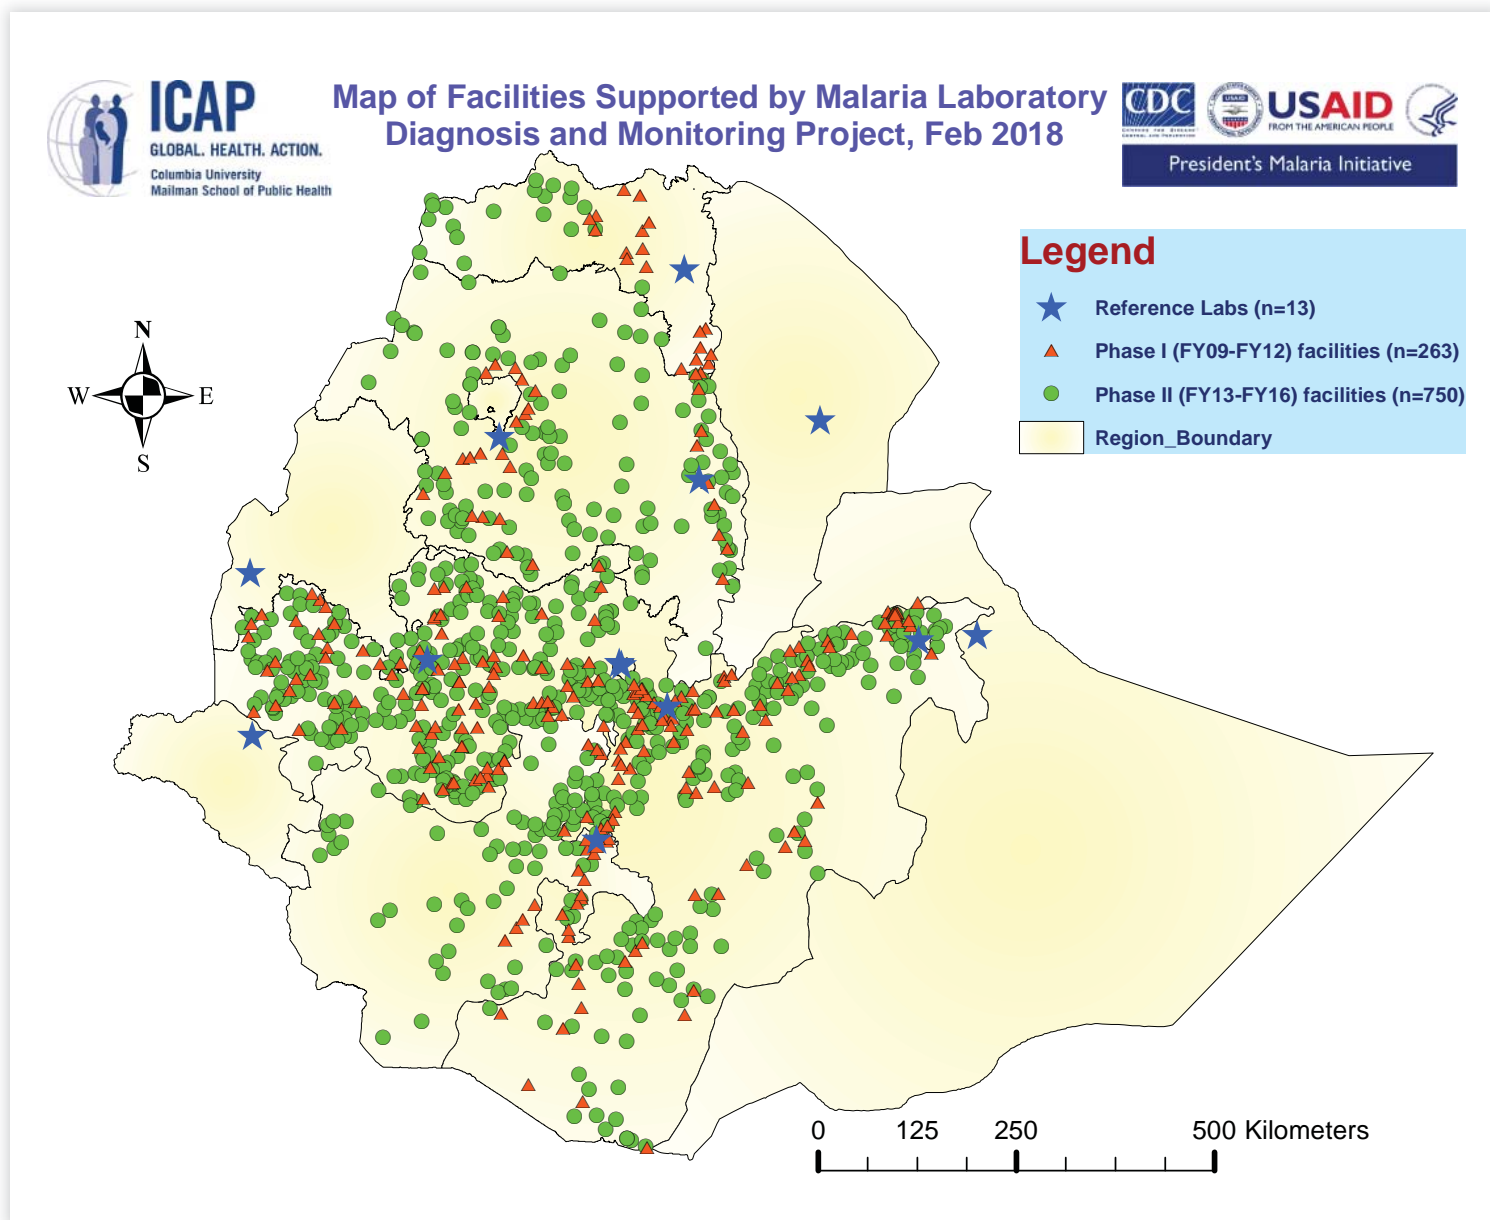 ICAP
GLOBAL. HEALTH. ACTION.
Columbia University
Mailman School of Public Health
Map of Facilities Supported by Malaria Laboratory
Diagnosis and Monitoring Project, Feb 2018
CDC
USAID
FROM THE AMERICAN PEOPLE
President's Malaria Initiative
Legend
Reference Labs (n=13)
Phase I (FY09-FY12) facilities (n=263)
Phase II (FY13-FY16) facilities (n=750)
Region_Boundary
N
W E
S
0 125 250 500 Kilometers